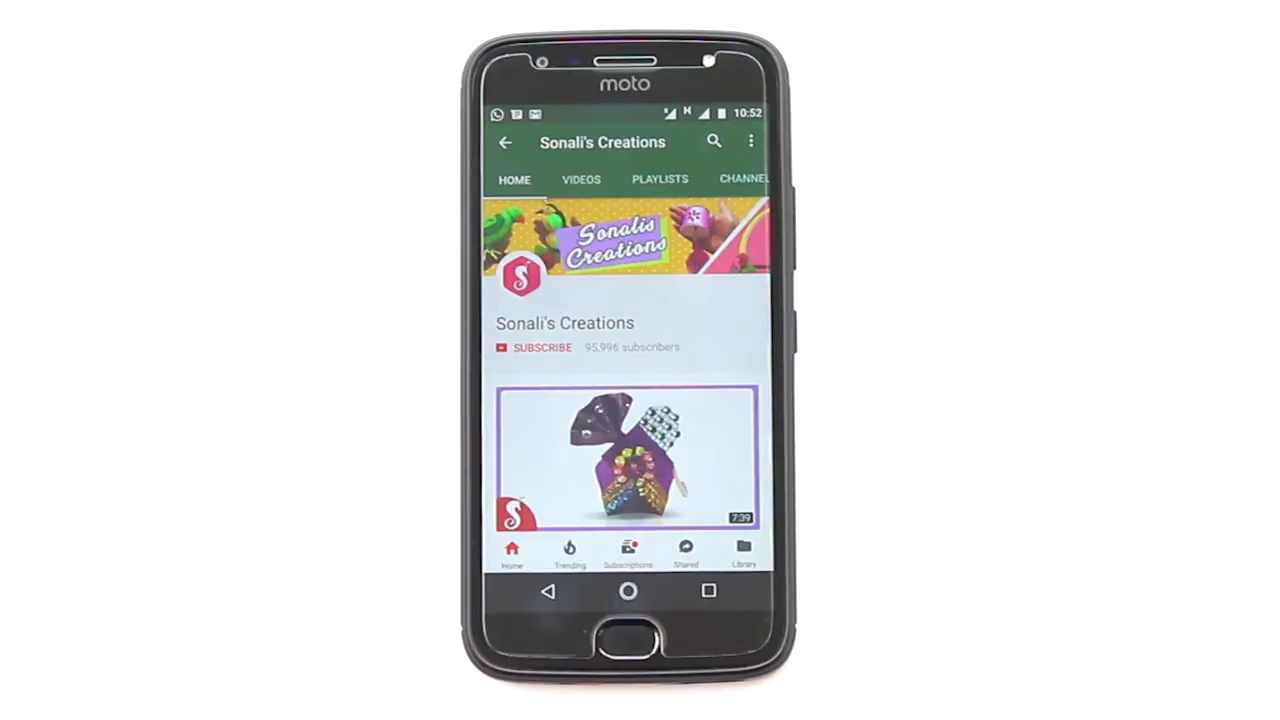 moto
H 10:52
Sonali's Creations
HOME VIDEOS PLAYLISTS CHANNEL
Sonalis
Creations
S
Sonali's Creations
SUBSCRIBE 95,996 subscribers
S
7:39
Home Trending Subscriptions Shared Library